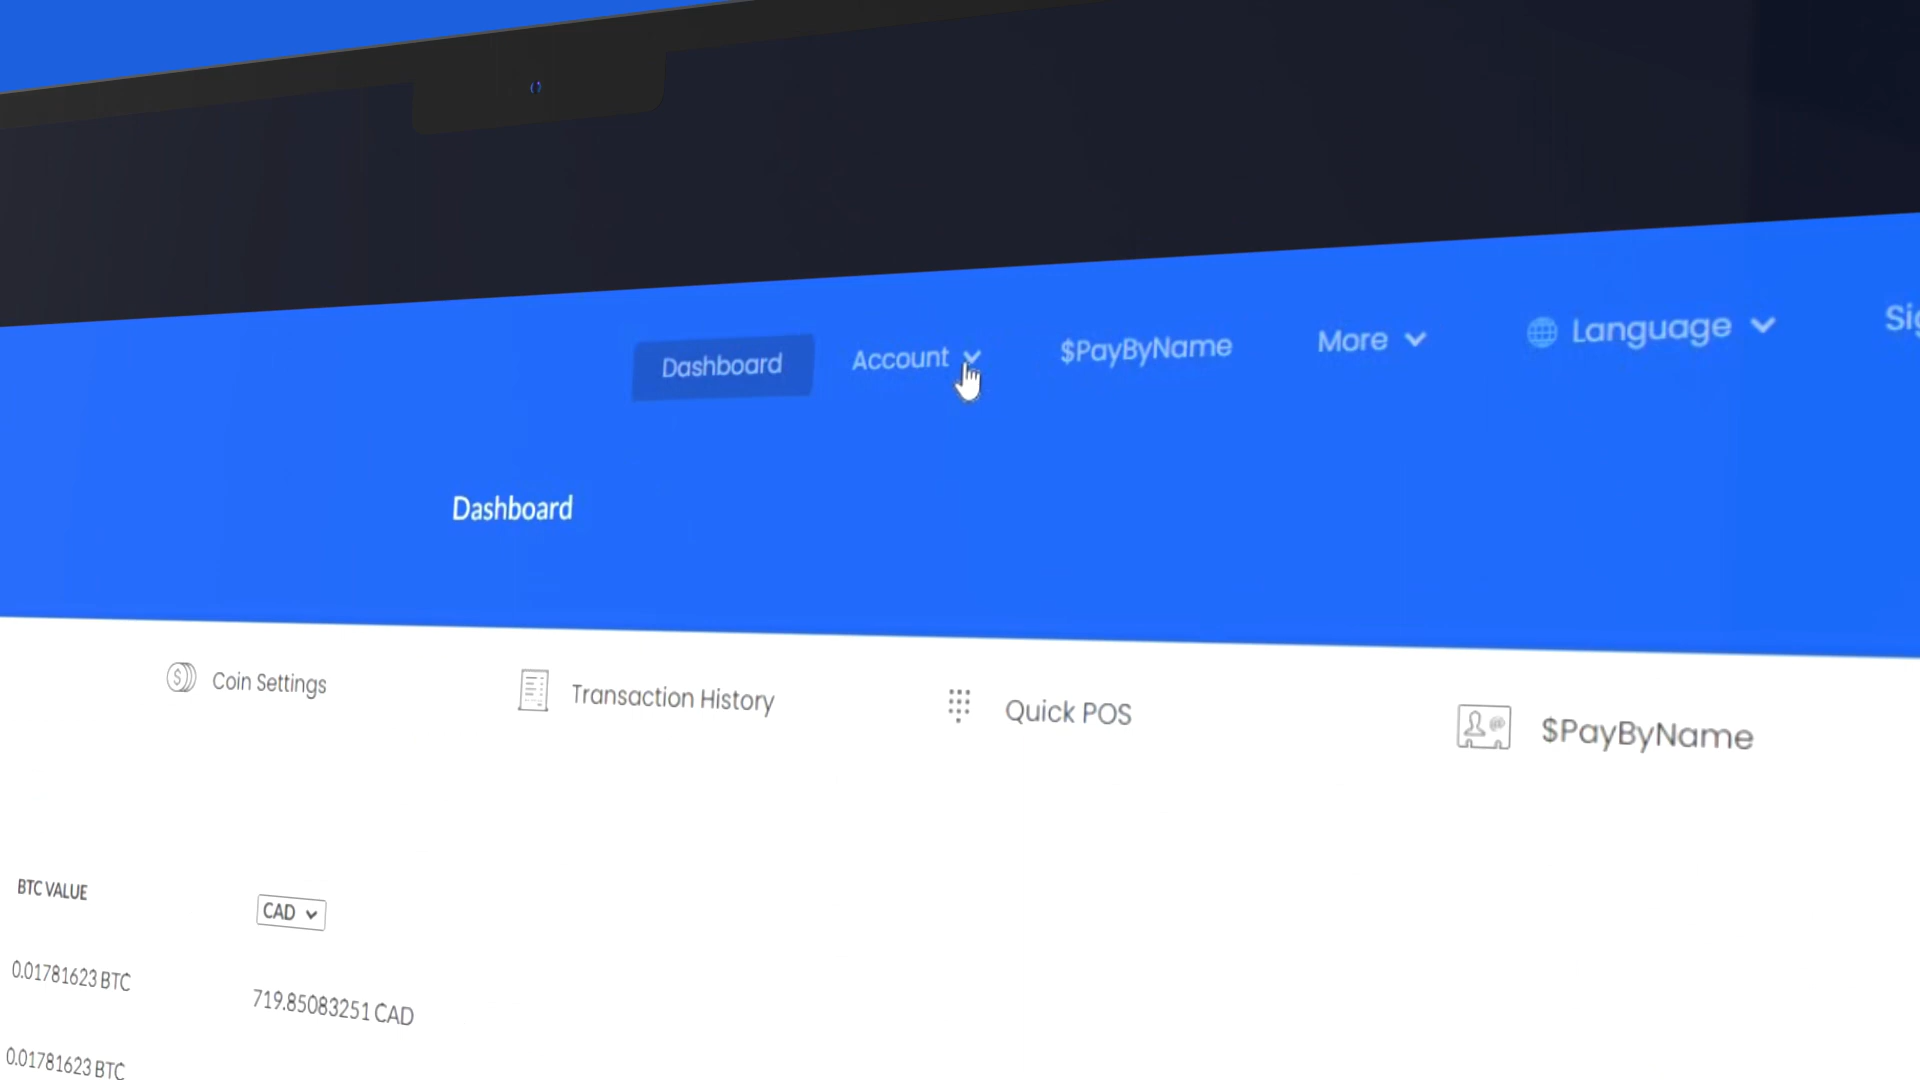 Dashboard Account $PayByName More Language
Dashboard
Coin Settings Transaction History Quick POS $PayByName
BTC VALUE CAD
0.01781623 BTC 719.85083251 CAD
0.01781623 BTC